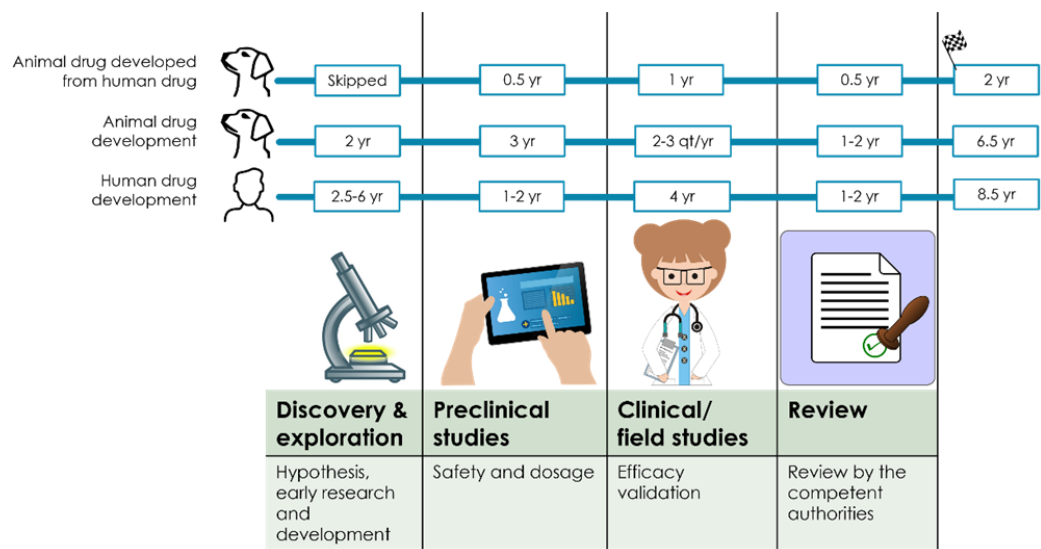 Animal drug developed
from human drug
Skipped
0.5 yr
1 yr
0.5 yr
2 yr
Animal drug
development
2 yr
3 yr
2-3 qt/yr
1-2 yr
6.5 yr
Human drug
development
2.5-6 yr
1-2 yr
4 yr
1-2 yr
8.5 yr
Discovery &
exploration
Preclinical
studies
Clinical/
field studies
Review
Hypothesis,
early research
and
development
Safety and dosage
Efficacy
validation
Review by the
competent
authorities